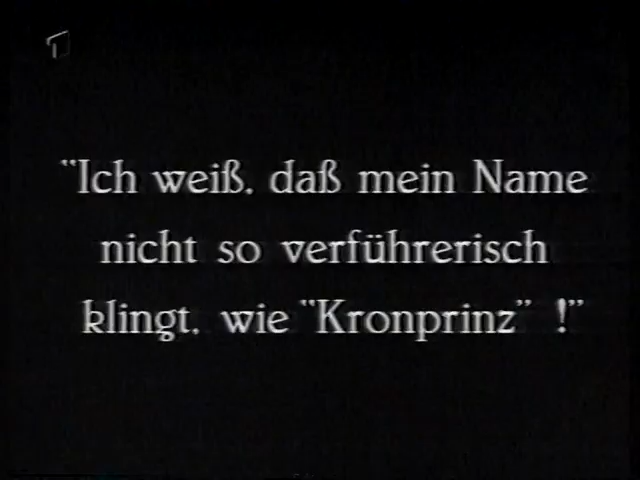 "Ich weiß, daß mein Name
nicht so verführerisch
klingt, wie "Kronprinz" !"